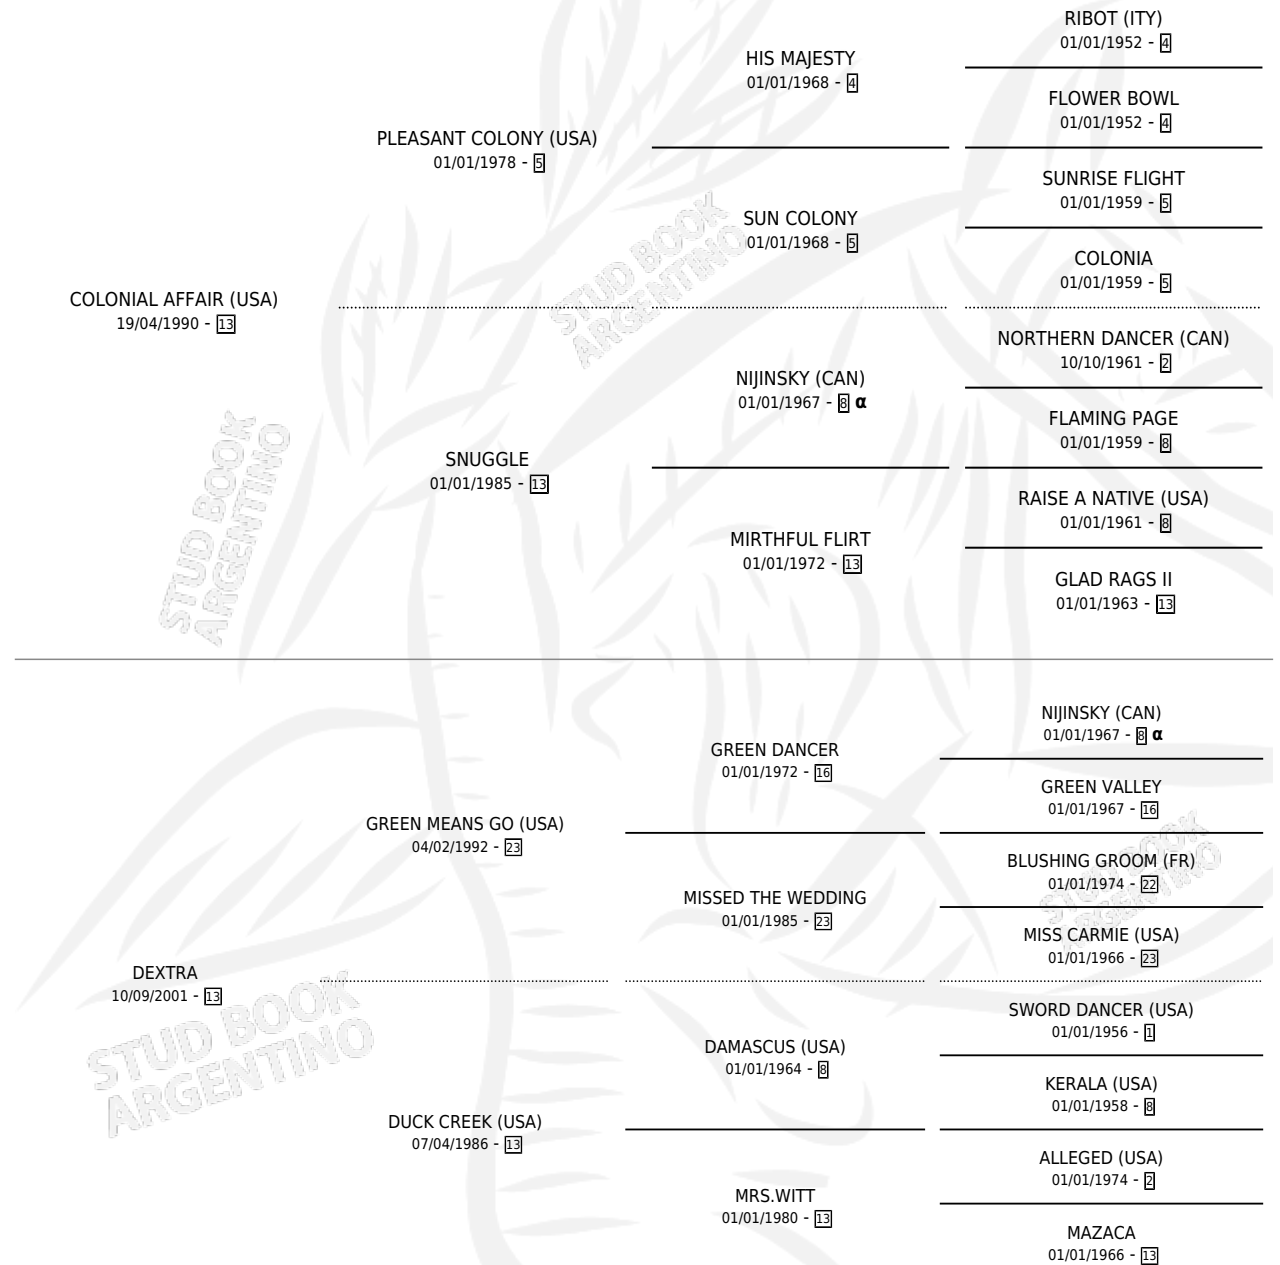 RIBOT (ITY)
01/01/1952 - 4
HIS MAJESTY
01/01/1968 - 4
FLOWER BOWL
01/01/1952 - 4
PLEASANT COLONY (USA)
01/01/1978 - 5
SUNRISE FLIGHT
01/01/1959 - 5
SUN COLONY
01/01/1968 - 5
COLONIA
01/01/1959 - 5
COLONIAL AFFAIR (USA)
19/04/1990 - 13
NORTHERN DANCER (CAN)
10/10/1961 - 2
NIJINSKY (CAN)
01/01/1967 - 8 α
FLAMING PAGE
01/01/1959 - 8
SNUGGLE
01/01/1985 - 13
RAISE A NATIVE (USA)
01/01/1961 - 8
MIRTHFUL FLIRT
01/01/1972 - 13
GLAD RAGS II
01/01/1963 - 13
NIJINSKY (CAN)
01/01/1967 - 8 α
GREEN DANCER
01/01/1972 - 16
GREEN VALLEY
01/01/1967 - 16
GREEN MEANS GO (USA)
04/02/1992 - 23
BLUSHING GROOM (FR)
01/01/1974 - 22
MISSED THE WEDDING
01/01/1985 - 23
MISS CARMIE (USA)
01/01/1966 - 23
DEXTRA
10/09/2001 - 13
SWORD DANCER (USA)
01/01/1956 - 1
DAMASCUS (USA)
01/01/1964 - 8
KERALA (USA)
01/01/1958 - 8
DUCK CREEK (USA)
07/04/1986 - 13
ALLEGED (USA)
01/01/1974 - 2
MRS.WITT
01/01/1980 - 13
MAZACA
01/01/1966 - 13
STUD BOOK
ARGENTINO
STUD BOOK
ARGENTINO
STUD BOOK
ARGENTINO
STUD BOOK
ARGENTINO